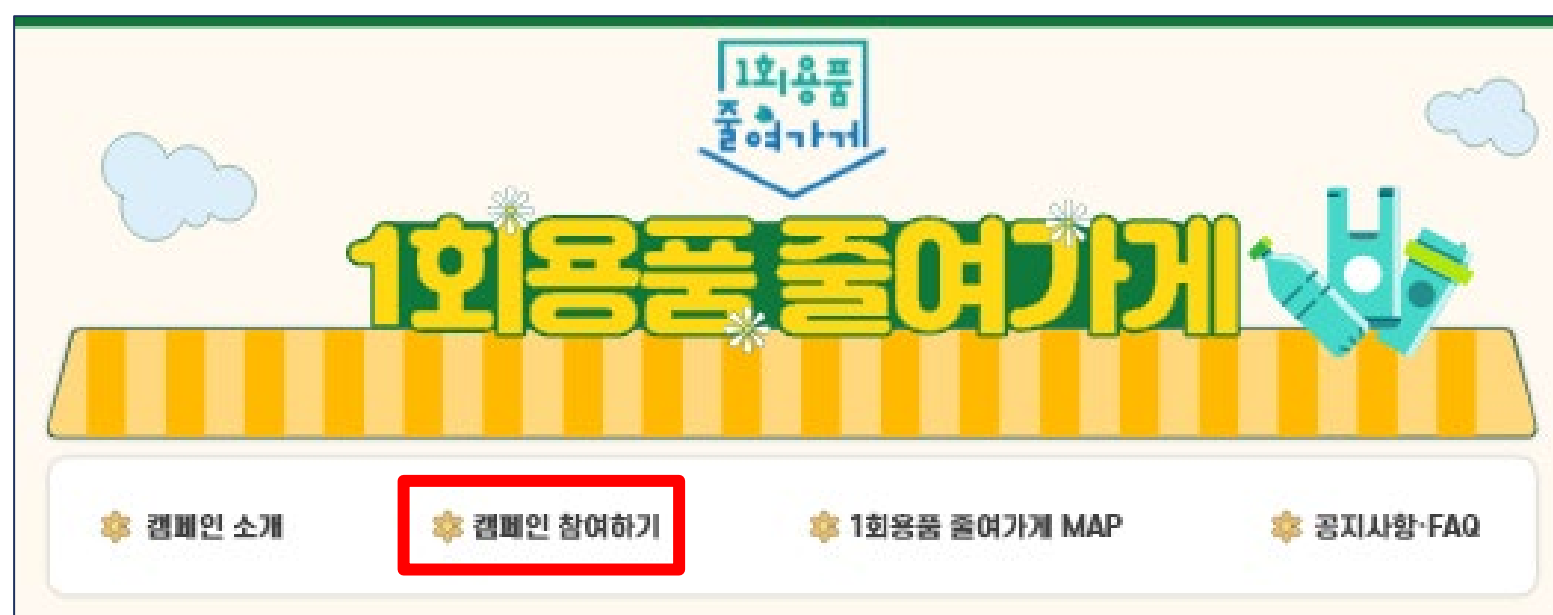 1회용품
줄여가게
1회용품 줄여가게
캠페인 소개
캠페인 참여하기
1회용품 줄여가게 MAP
공지사항·FAQ